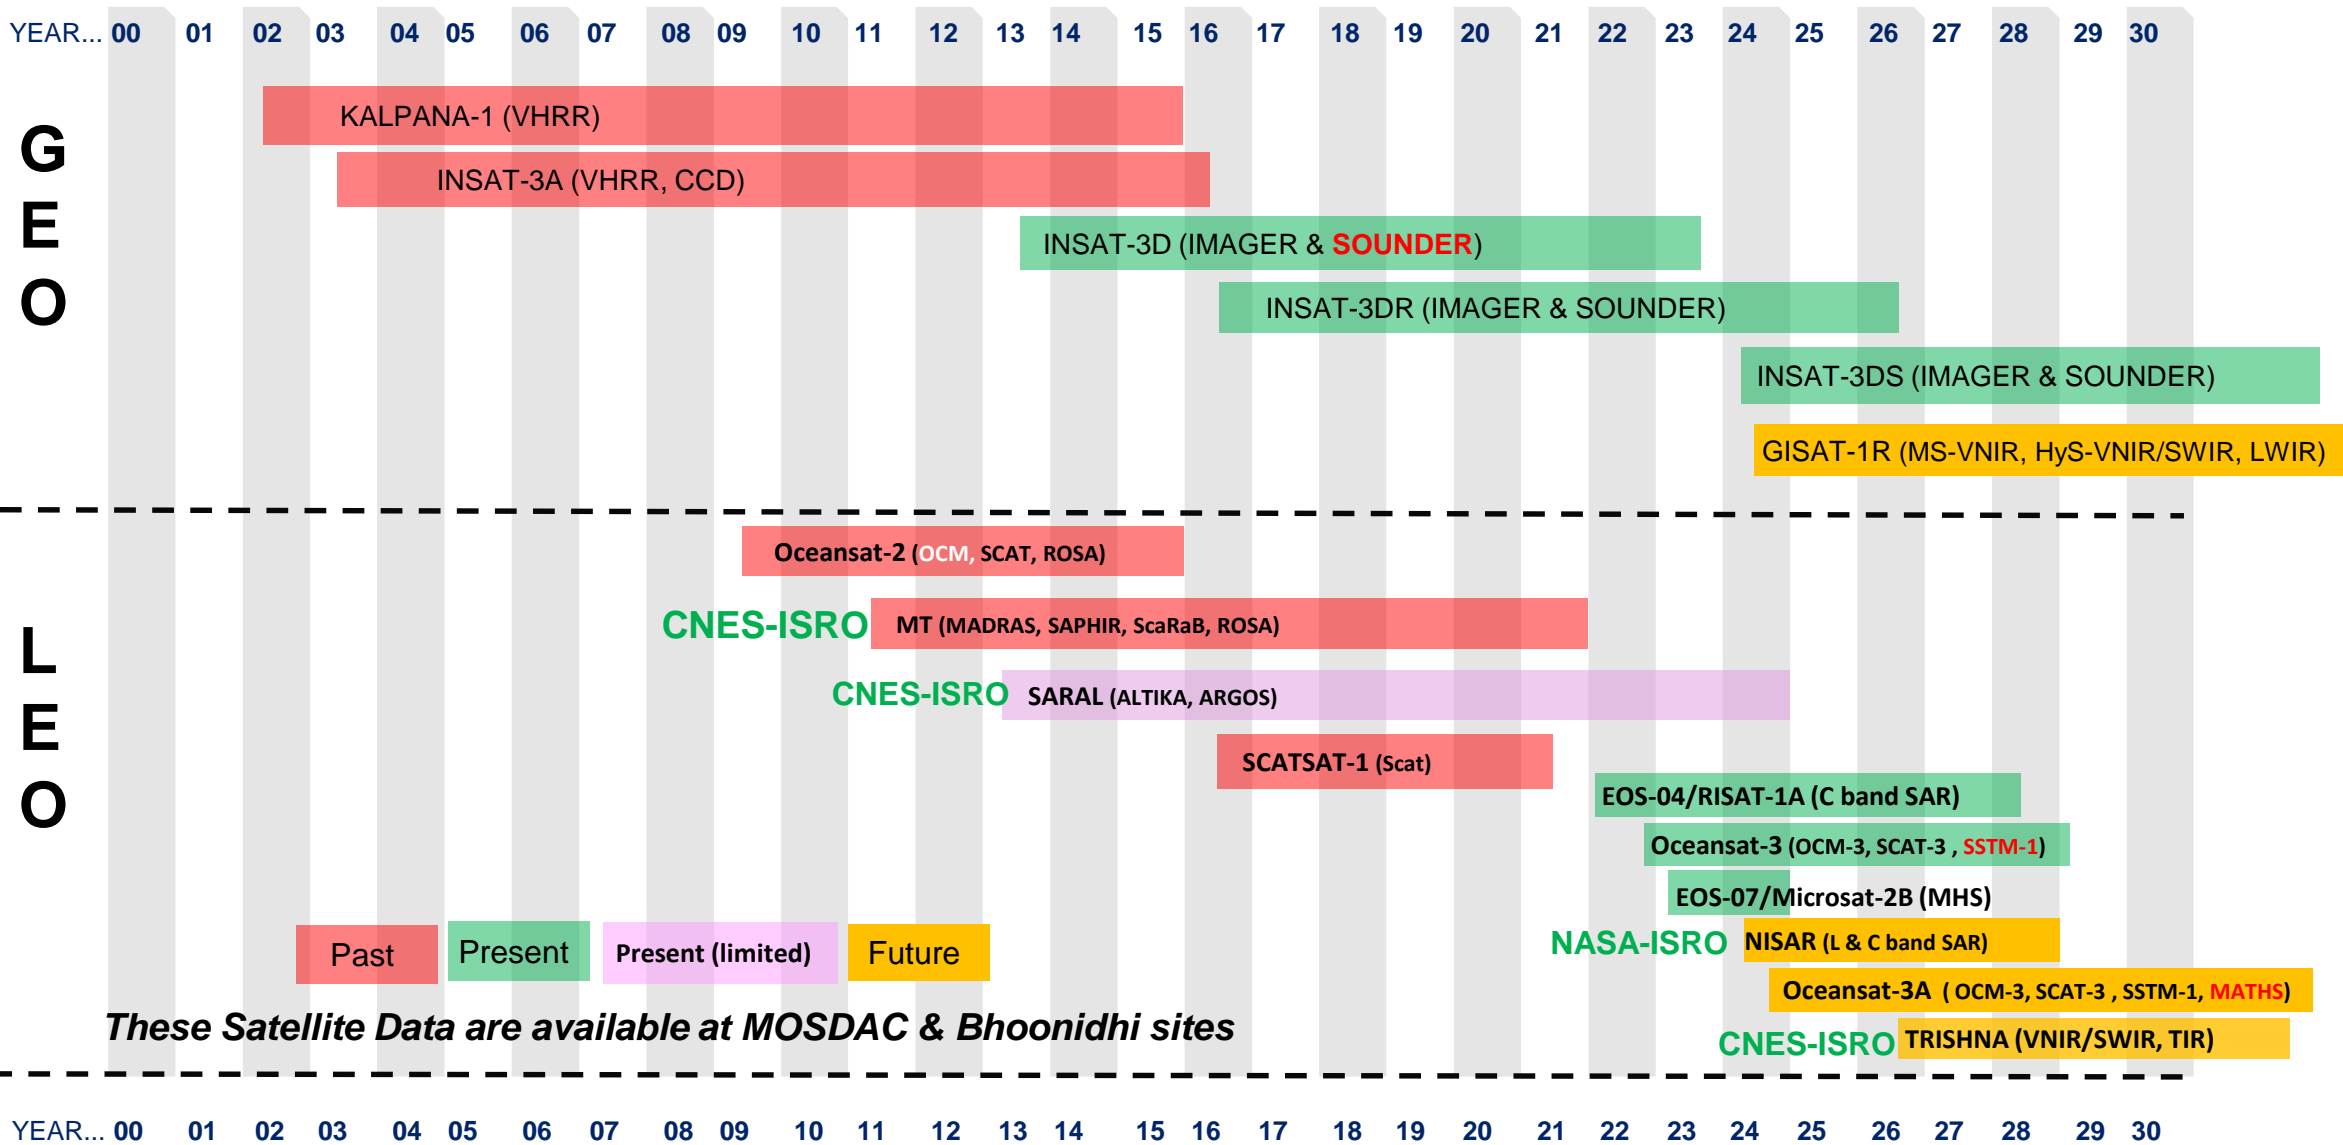 YEAR... 00 01 02 03 04 05 06 07 08 09 10 11 12 13 14 15 16 17 18 19 20 21 22 23 24 25 26 27 28 29 30
GEO
KALPANA-1 (VHRR)
INSAT-3A (VHRR, CCD)
INSAT-3D (IMAGER & SOUNDER)
INSAT-3DR (IMAGER & SOUNDER)
INSAT-3DS (IMAGER & SOUNDER)
GISAT-1R (MS-VNIR, HyS-VNIR/SWIR, LWIR)
LEO
Oceansat-2 (OCM, SCAT, ROSA)
CNES-ISRO MT (MADRAS, SAPHIR, ScaRaB, ROSA)
CNES-ISRO SARAL (ALTIKA, ARGOS)
SCATSAT-1 (Scat)
EOS-04/RISAT-1A (C band SAR)
Oceansat-3 (OCM-3, SCAT-3 , SSTM-1)
EOS-07/Microsat-2B (MHS)
NASA-ISRO NISAR (L & C band SAR)
Past Present Present (limited) Future
Oceansat-3A ( OCM-3, SCAT-3 , SSTM-1, MATHS)
These Satellite Data are available at MOSDAC & Bhoonidhi sites
CNES-ISRO TRISHNA (VNIR/SWIR, TIR)
YEAR... 00 01 02 03 04 05 06 07 08 09 10 11 12 13 14 15 16 17 18 19 20 21 22 23 24 25 26 27 28 29 30